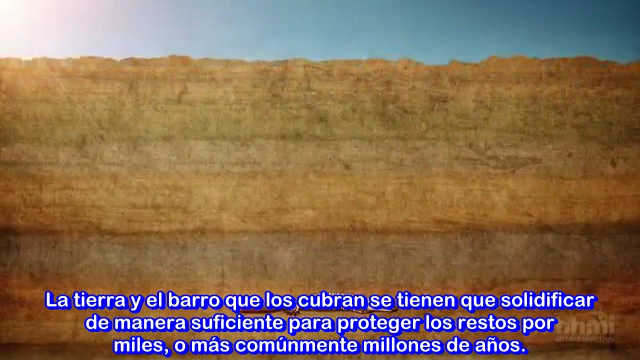 La tierra y el barro que los cubran se tienen que solidificar
de manera suficiente para proteger los restos por
miles, o más comúnmente millones de años.